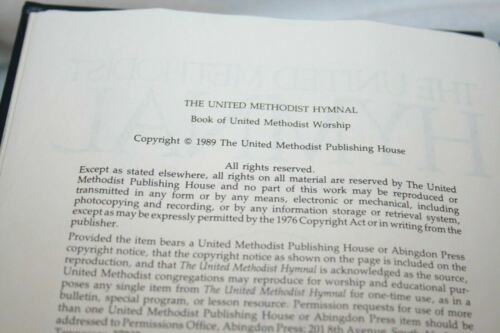 THE UNITED METHODIST HYMNAL
Book of United Methodist Worship
Copyright © 1989 The United Methodist Publishing House
All rights reserved.
Except as stated elsewhere, all rights on all material are reserved by The United
Methodist Publishing House and no part of this work may be reproduced or
transmitted in any form or by any means, electronic or mechanical, including
photocopying and recording, or by any information storage or retrieval system,
except as may be expressly permitted by the 1976 Copyright Act or in writing from the
publisher.
Provided the item bears a United Methodist Publishing House or Abingdon Press
copyright notice, that the copyright notice as shown on the page is included on the
reproduction, and that The United Methodist Hymnal is acknowledged as the source,
United Methodist congregations may reproduce for worship and educational pur-
poses any single item from The United Methodist Hymnal for one-time use, as in a
bulletin, special program, or lesson resource. Permission requests for use of more
than one United Methodist Publishing House or Abingdon Press item should be
addressed to Permissions Office, Abingdon Press; 201 8th Avenue